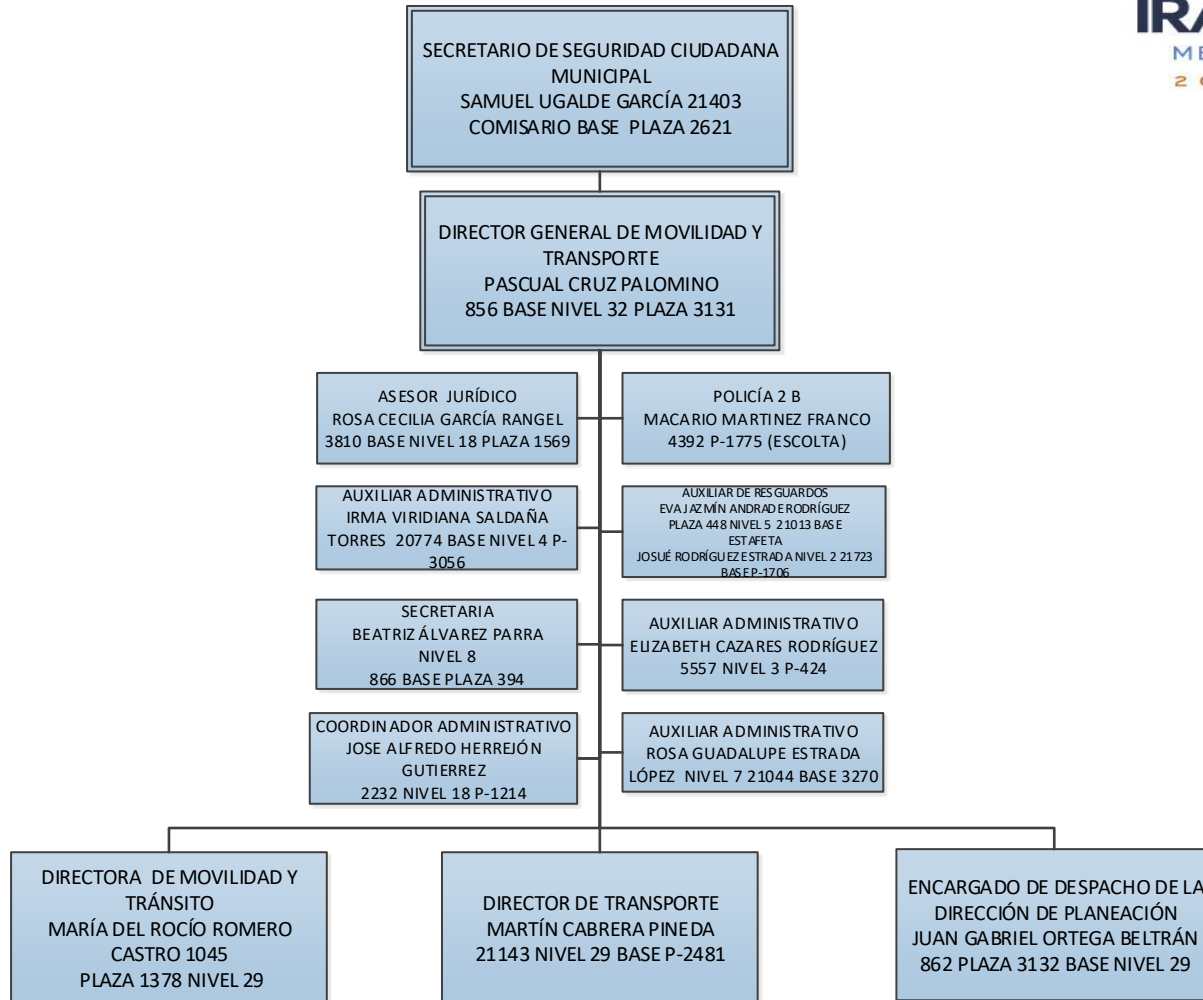 IRA
ME
2
SECRETARIO DE SEGURIDAD CIUDADANA
MUNICIPAL
SAMUEL UGALDE GARCÍA 21403
COMISARIO BASE PLAZA 2621
DIRECTOR GENERAL DE MOVILIDAD Y
TRANSPORTE
PASCUAL CRUZ PALOMINO
856 BASE NIVEL 32 PLAZA 3131
ASESOR JURÍDICO
ROSA CECILIA GARCÍA RANGEL
3810 BASE NIVEL 18 PLAZA 1569
POLICÍA 2 B
MACARIO MARTINEZ FRANCO
4392 P-1775 (ESCOLTA)
AUXILIAR ADMINISTRATIVO
IRMA VIRIDIANA SALDAÑA
TORRES 20774 BASE NIVEL 4 P-
3056
AUXILIAR DE RESGUARDOS
EVA JAZMÍN ANDRADE RODRÍGUEZ
PLAZA 448 NIVEL 5 21013 BASE
ESTAFETA
JOSUÉ RODRÍGUEZ ESTRADA NIVEL 2 21723
BASE P-1706
SECRETARIA
BEATRIZ ÁLVAREZ PARRA
NIVEL 8
866 BASE PLAZA 394
AUXILIAR ADMINISTRATIVO
ELIZABETH CAZARES RODRÍGUEZ
5557 NIVEL 3 P-424
COORDINADOR ADMINISTRATIVO
JOSE ALFREDO HERREJÓN
GUTIERREZ
2232 NIVEL 18 P-1214
AUXILIAR ADMINISTRATIVO
ROSA GUADALUPE ESTRADA
LÓPEZ NIVEL 7 21044 BASE 3270
DIRECTORA DE MOVILIDAD Y
TRÁNSITO
MARÍA DEL ROCÍO ROMERO
CASTRO 1045
PLAZA 1378 NIVEL 29
DIRECTOR DE TRANSPORTE
MARTÍN CABRERA PINEDA
21143 NIVEL 29 BASE P-2481
ENCARGADO DE DESPACHO DE LA
DIRECCIÓN DE PLANEACIÓN
JUAN GABRIEL ORTEGA BELTRÁN
862 PLAZA 3132 BASE NIVEL 29